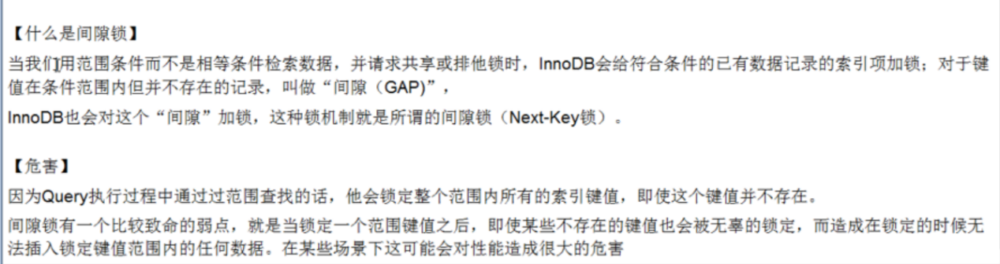 【什么是间隙锁】
当我们用范围条件而不是相等条件检索数据，并请求共享或排他锁时，InnoDB会给符合条件的已有数据记录的索引项加锁；对于键
值在条件范围内但并不存在的记录，叫做“间隙（GAP)”，
InnoDB也会对这个“间隙”加锁，这种锁机制就是所谓的间隙锁（Next-Key锁）。
【危害】
因为Query执行过程中通过过范围查找的话，他会锁定整个范围内所有的索引键值，即使这个键值并不存在。
间隙锁有一个比较致命的弱点，就是当锁定一个范围键值之后，即使某些不存在的键值也会被无辜的锁定，而造成在锁定的时候无
法插入锁定键值范围内的任何数据。在某些场景下这可能会对性能造成很大的危害